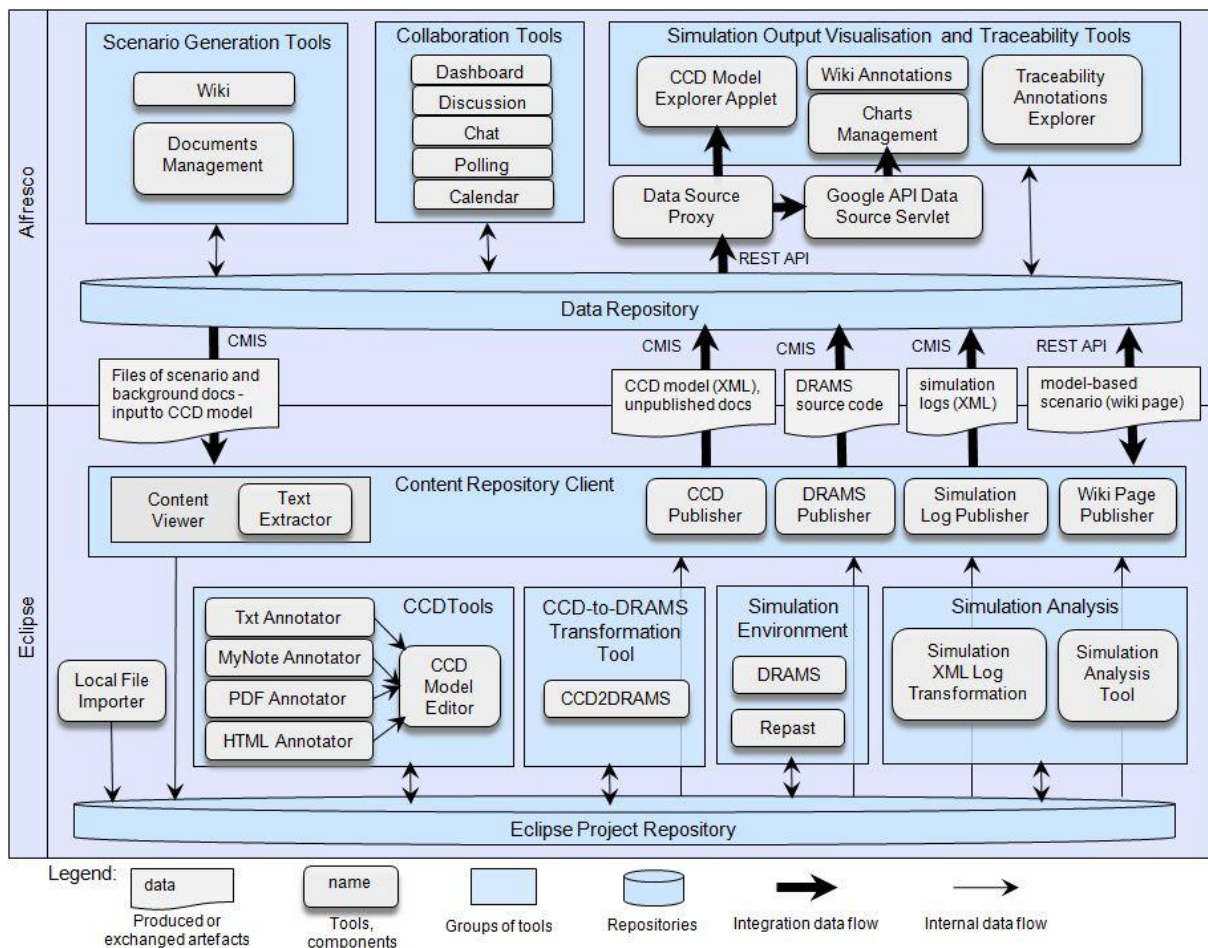 Alfresco
Scenario Generation Tools
Wiki
Documents
Management
Collaboration Tools
Dashboard
Discussion
Chat
Polling
Calendar
Simulation Output Visualisation and Traceability Tools
CCD Model
Explorer Applet
Wiki Annotations
Charts
Management
Traceability
Annotations
Explorer
Data Source
Proxy
Google API Data
Source Servlet
REST API
Data Repository
CMIS
Files of scenario and
background docs -
input to CCD model
CMIS
CCD model (XML),
unpublished docs
CMIS
DRAMS
source code
CMIS
simulation
logs (XML)
REST API
model-based
scenario (wiki page)
Eclipse
Content Repository Client
Content
Viewer
Text
Extractor
CCD
Publisher
DRAMS
Publisher
Simulation
Log Publisher
Wiki Page
Publisher
Local File
Importer
CCDTools
Txt Annotator
MyNote Annotator
PDF Annotator
HTML Annotator
CCD
Model
Editor
CCD-to-DRAMS
Transformation
Tool
CCD2DRAMS
Simulation
Environment
DRAMS
Repast
Simulation Analysis
Simulation
XML Log
Transformation
Simulation
Analysis
Tool
Eclipse Project Repository
Legend:
data
Produced or
exchanged artefacts
name
Tools,
components
Groups of tools
Repositories
Integration data flow
Internal data flow